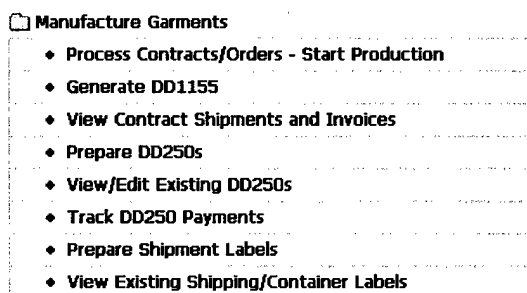 Manufacture Garments
Process Contracts/Orders - Start Production
Generate DD1155
View Contract Shipments and Invoices
Prepare DD250s
View/Edit Existing DD250s
Track DD250 Payments
Prepare Shipment Labels
View Existing Shipping/Container Labels